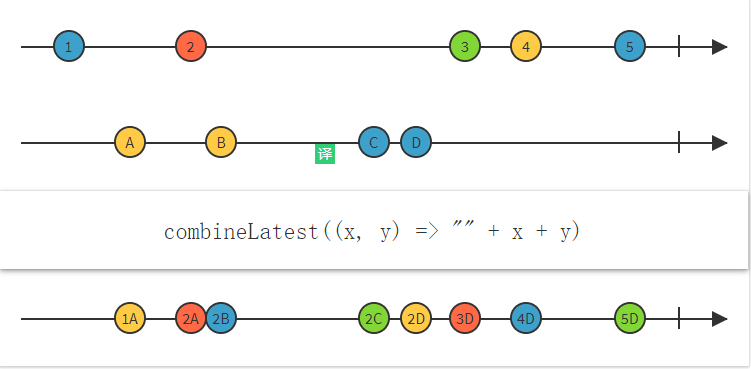 1 2 3 4 5
A B C D
译
combineLatest((x, y) => "" + x + y)
1A 2A 2B 2C 2D 3D 4D 5D